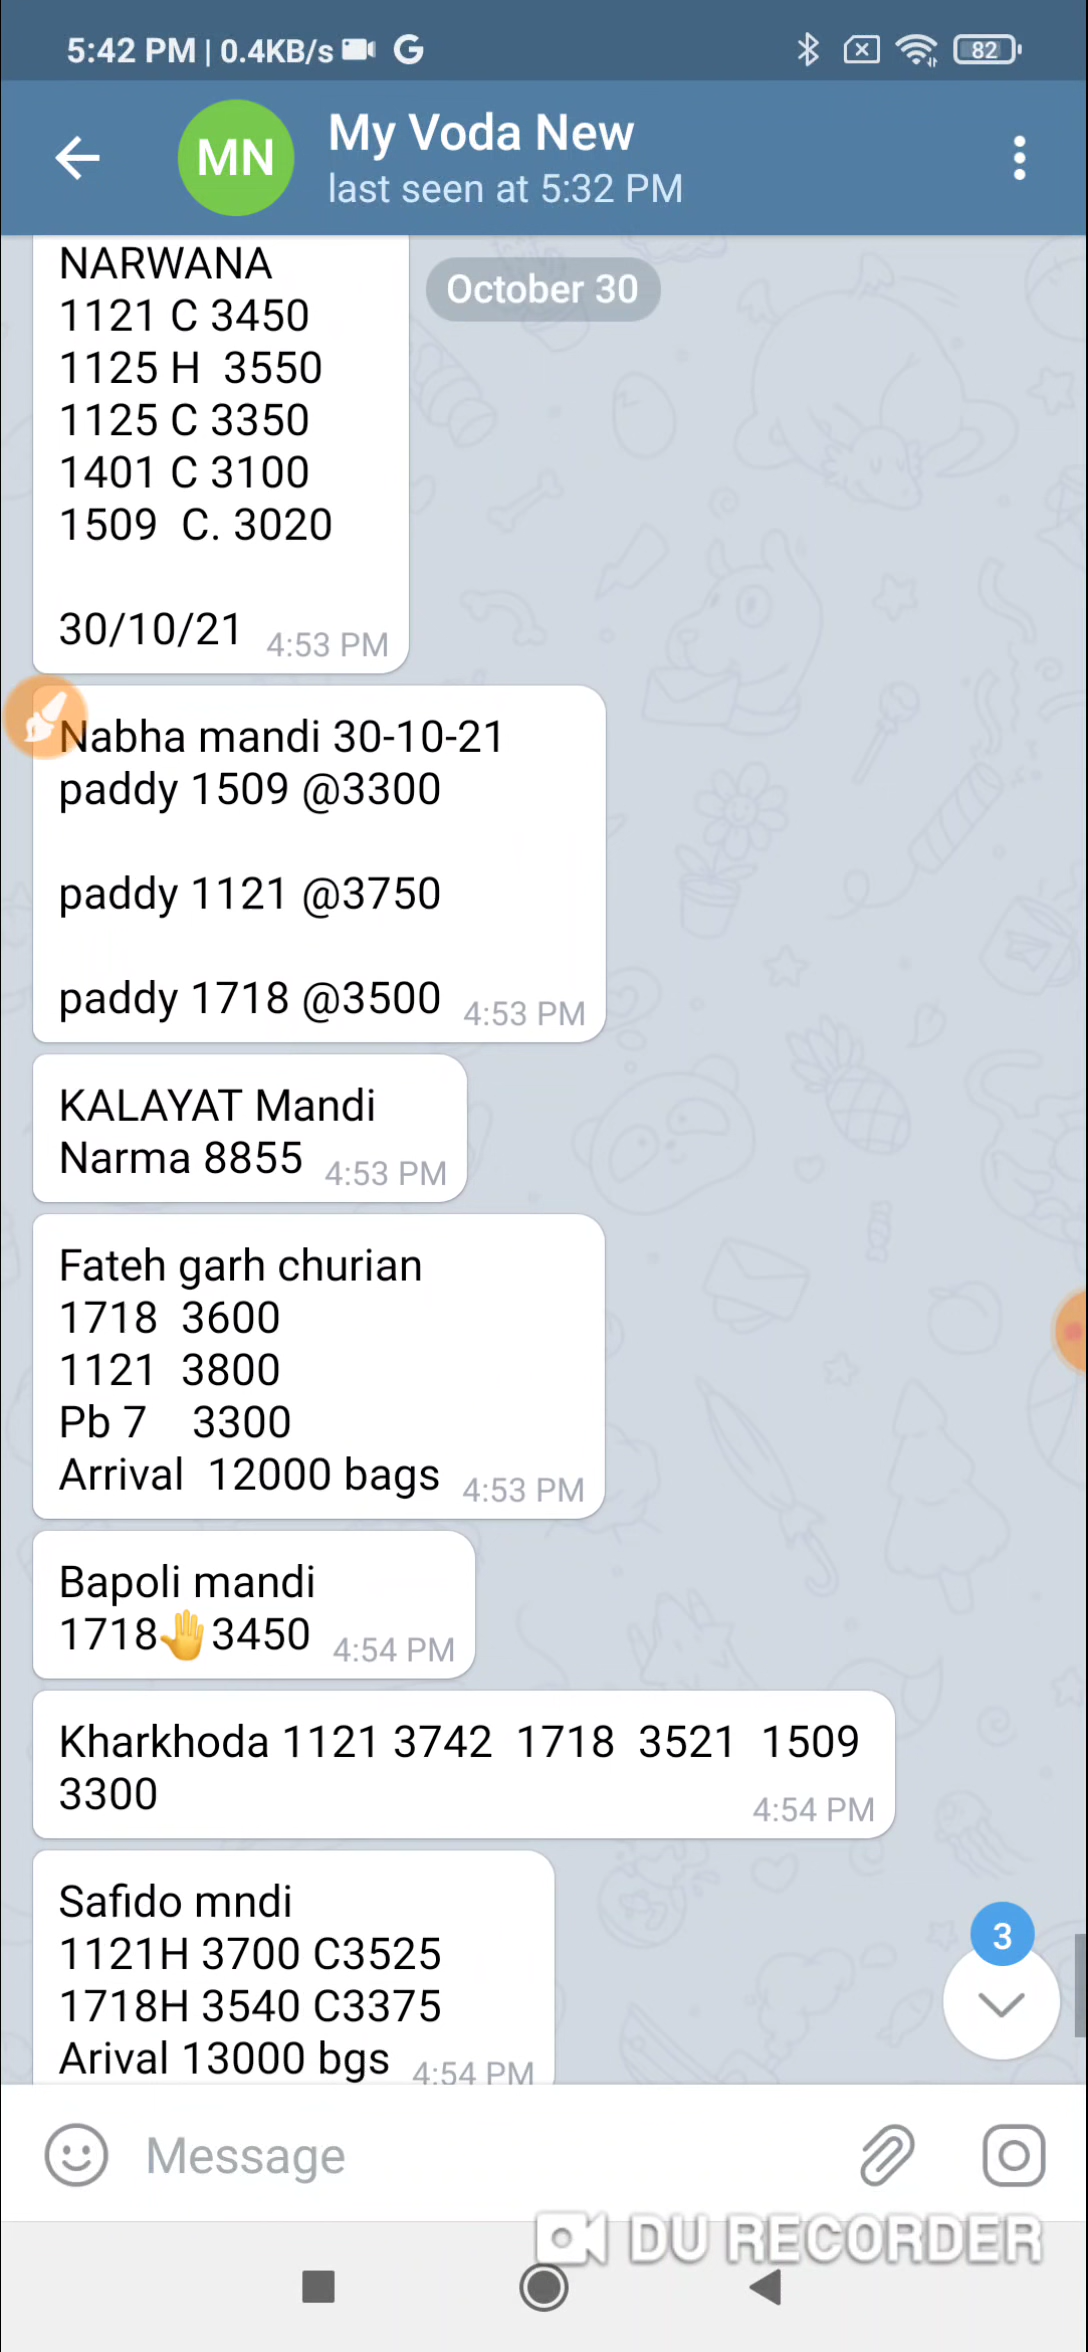 5:42 PM | 0.4KB/s G
82
MN
My Voda New
last seen at 5:32 PM
October 30
NARWANA
1121 C 3450
1125 H  3550
1125 C 3350
1401 C 3100
1509  C. 3020
30/10/21 4:53 PM
Nabha mandi 30-10-21
paddy 1509 @3300
paddy 1121 @3750
paddy 1718 @3500 4:53 PM
KALAYAT Mandi
Narma 8855 4:53 PM
Fateh garh churian
1718  3600
1121  3800
Pb 7    3300
Arrival  12000 bags 4:53 PM
Bapoli mandi
1718🤚3450 4:54 PM
Kharkhoda 1121 3742  1718  3521  1509
3300 4:54 PM
Safido mndi
1121H 3700 C3525
1718H 3540 C3375
Arival 13000 bgs 4:54 PM
3
Message
DU RECORDER